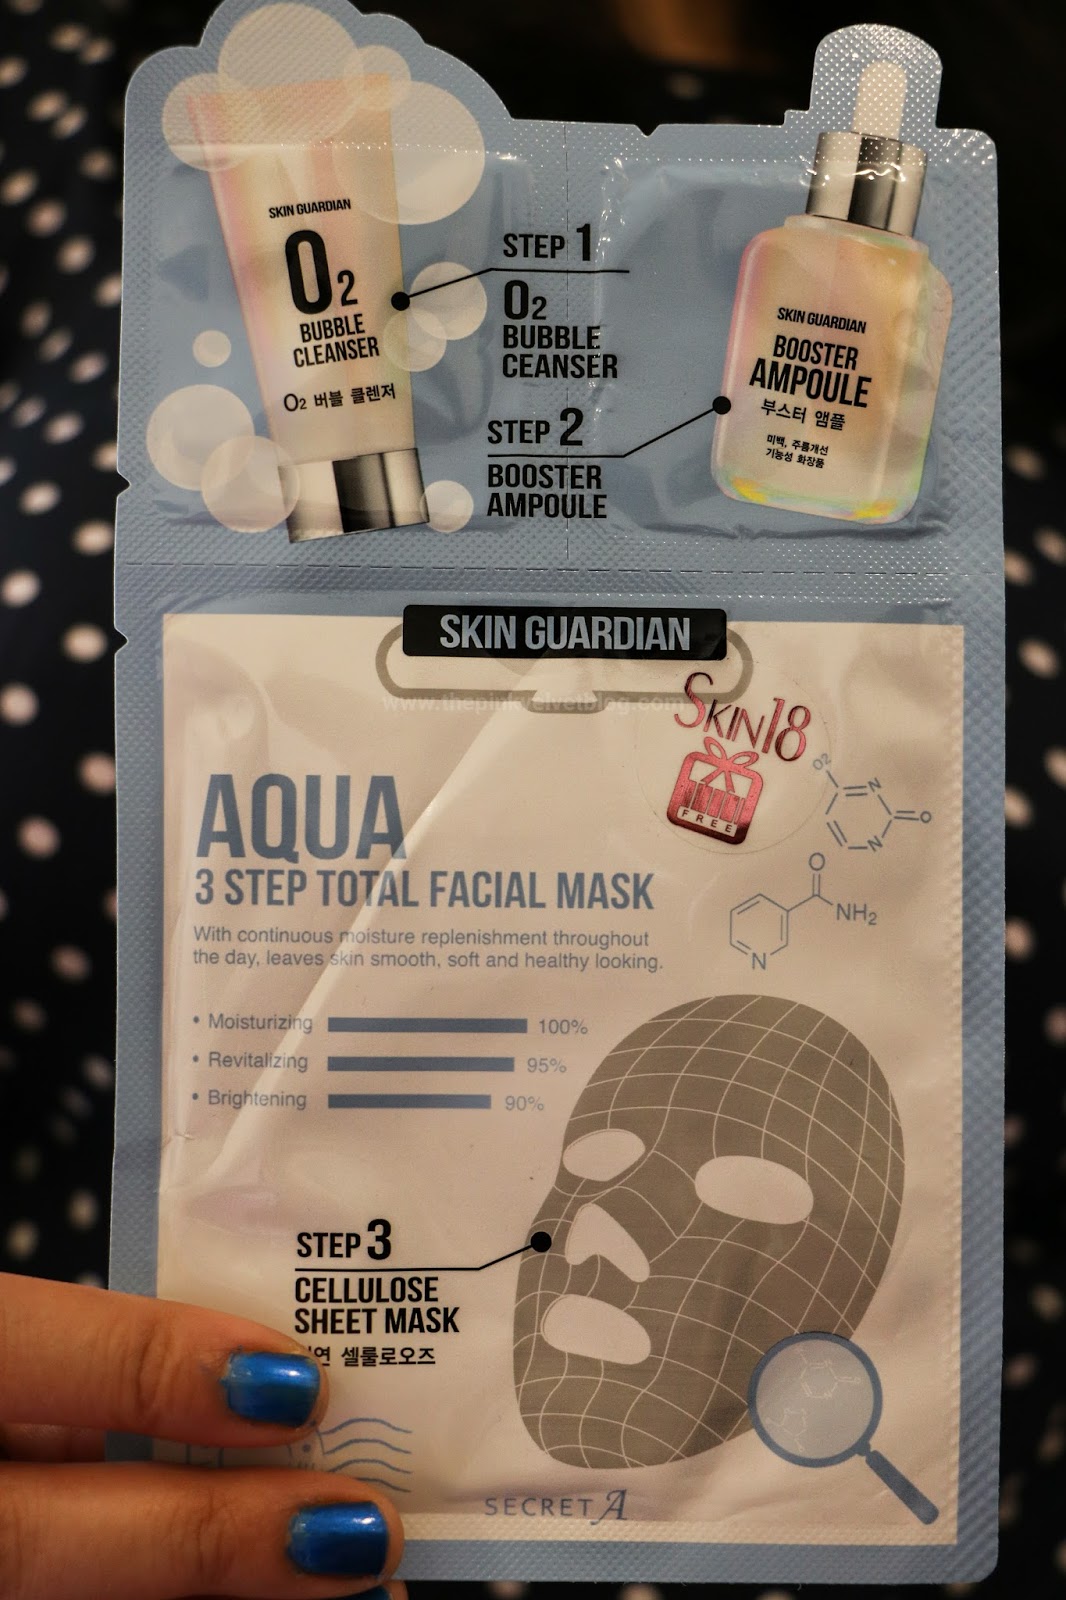 SKIN GUARDIAN
O2
BUBBLE
CLEANSER
O2 버블 클렌저
STEP 1
O2
BUBBLE
CEANSER
STEP 2
BOOSTER
AMPOULE
SKIN GUARDIAN
BOOSTER
AMPOULE
부스터 앰플
미백, 주름개선
기능성 화장품
SKIN GUARDIAN
www.thepinkvelvetblog.com
SKIN18
FREE
AQUA
3 STEP TOTAL FACIAL MASK
With continuous moisture replenishment throughout
the day, leaves skin smooth, soft and healthy looking.
• Moisturizing 100%
• Revitalizing 95%
• Brightening 90%
O2
N
O
N
O
NH2
N
STEP 3
CELLULOSE
SHEET MASK
셀룰로오즈
SECRET A